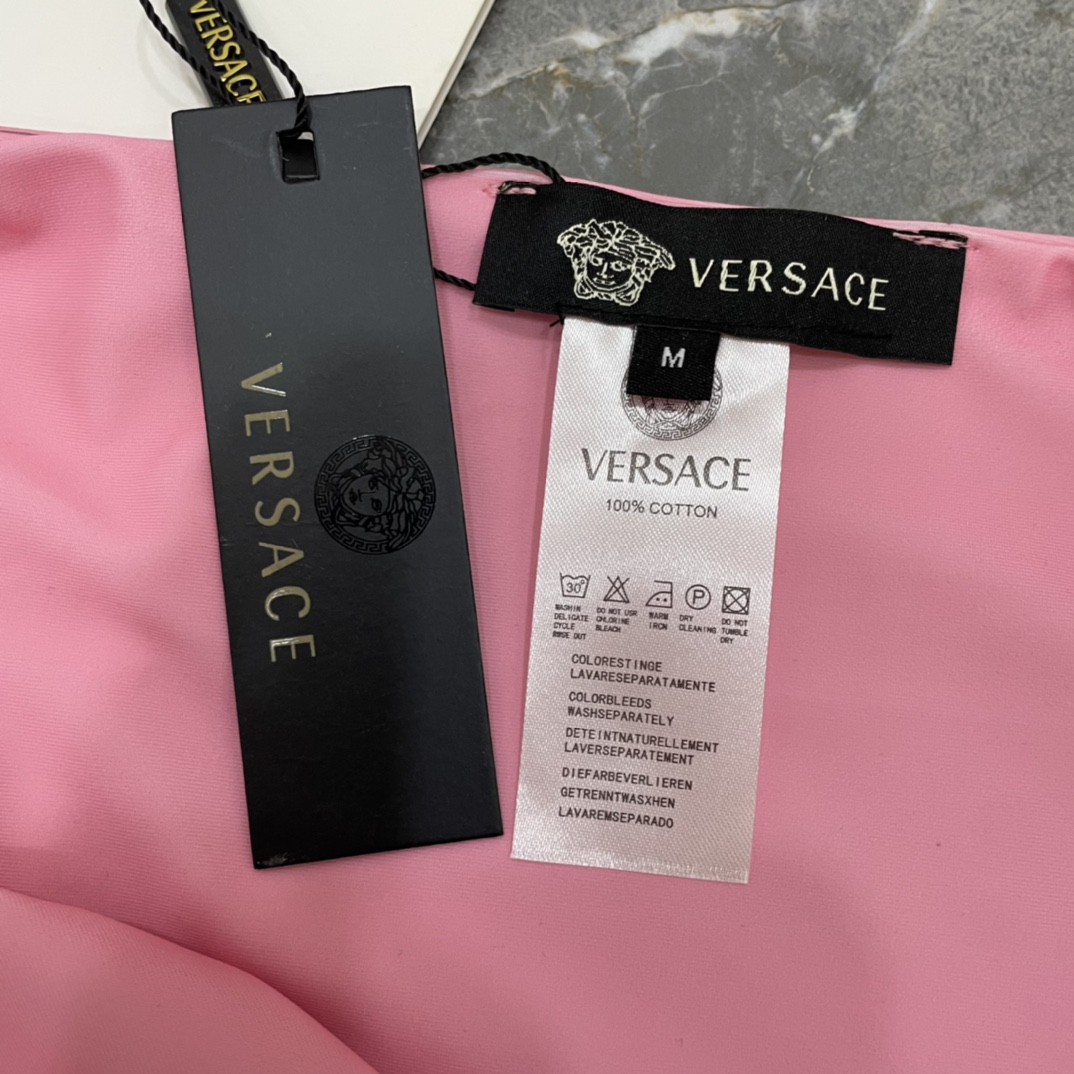 VERSACE
VERSACE
VERSACE
M
VERSACE
100% COTTON
30°
P
WASHIN
DELICATE
CYCLE
RINSE OUT
DO NOT USR
CHLORINE
BLEACH
WARM
IRON
DRY
CLEANING
DO NOT
TUMBLE
DRY
COLORESTINGE
LAVARESEPARATAMENTE
COLORBLEEDS
WASHSEPARATELY
DETEINTNATURELLEMENT
LAVERSEPARATEMENT
DIEFARBEVERLIEREN
GETRENNTWASXHEN
LAVAREMSEPARADO